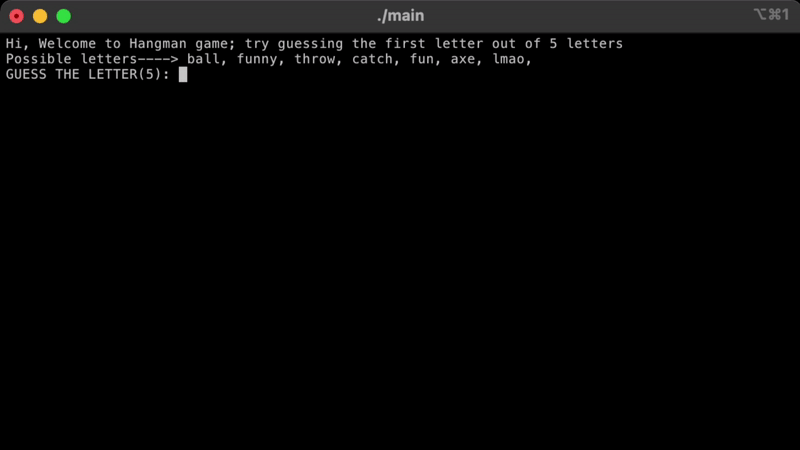 ./main
⌥⌘1
Hi, Welcome to Hangman game; try guessing the first letter out of 5 letters
Possible letters----> ball, funny, throw, catch, fun, axe, lmao,
GUESS THE LETTER(5):